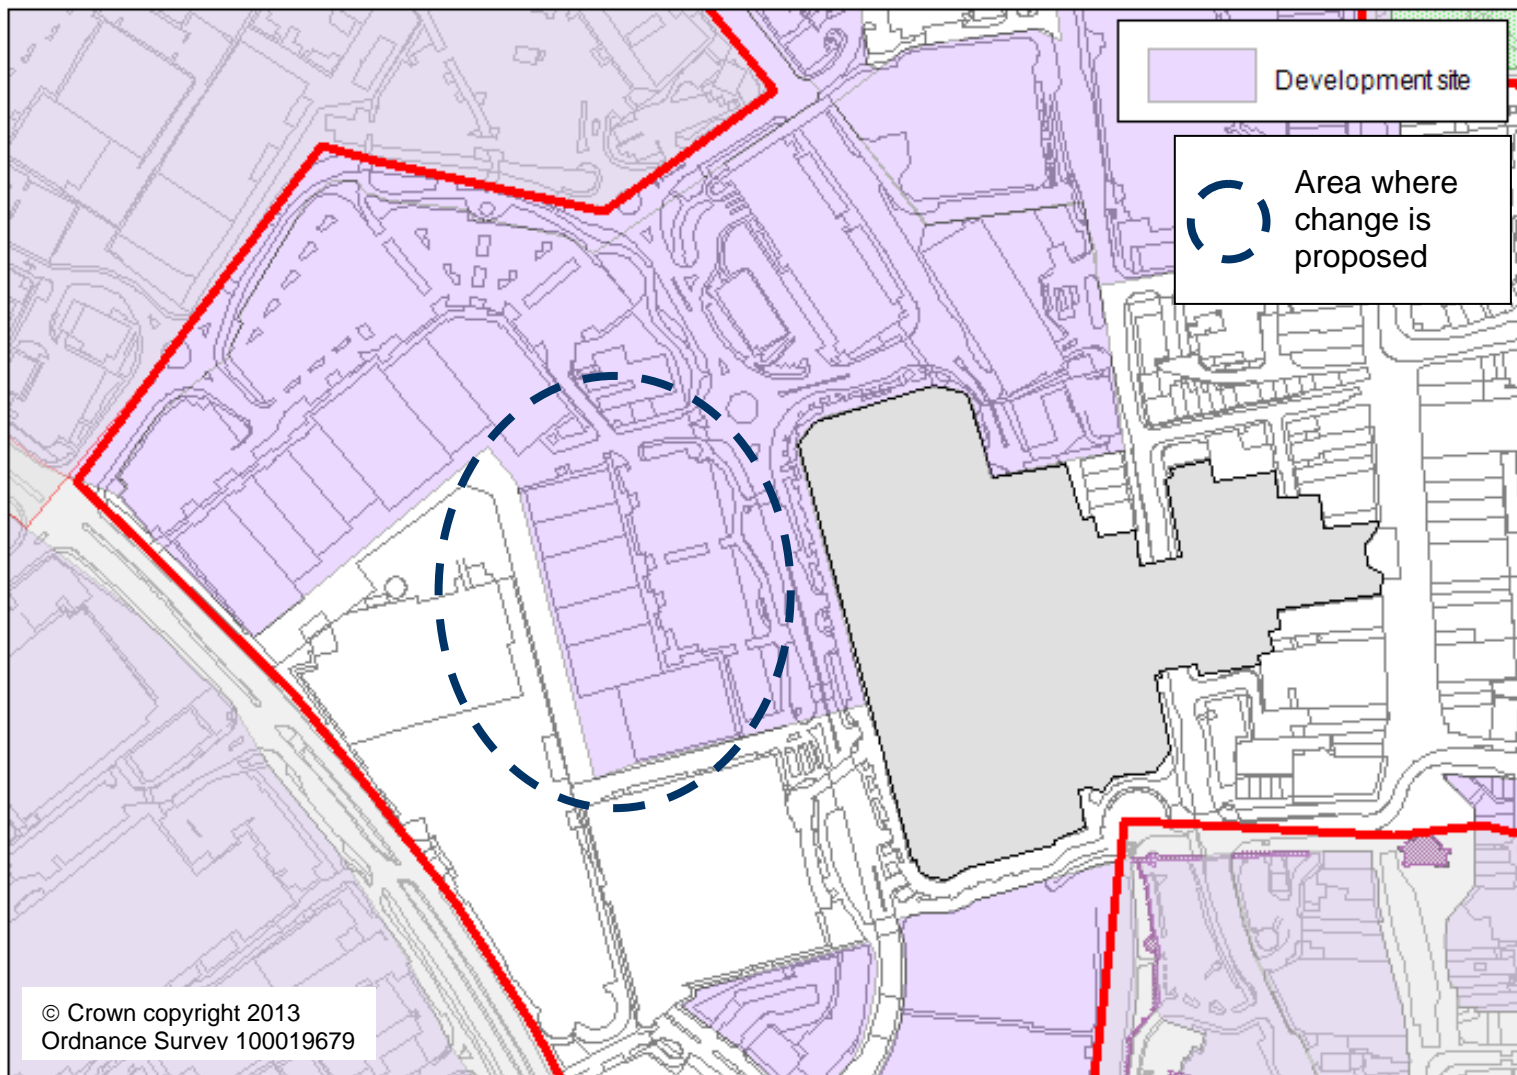 Development site
Area where
change is
proposed
© Crown copyright 2013
Ordnance Survey 100019679